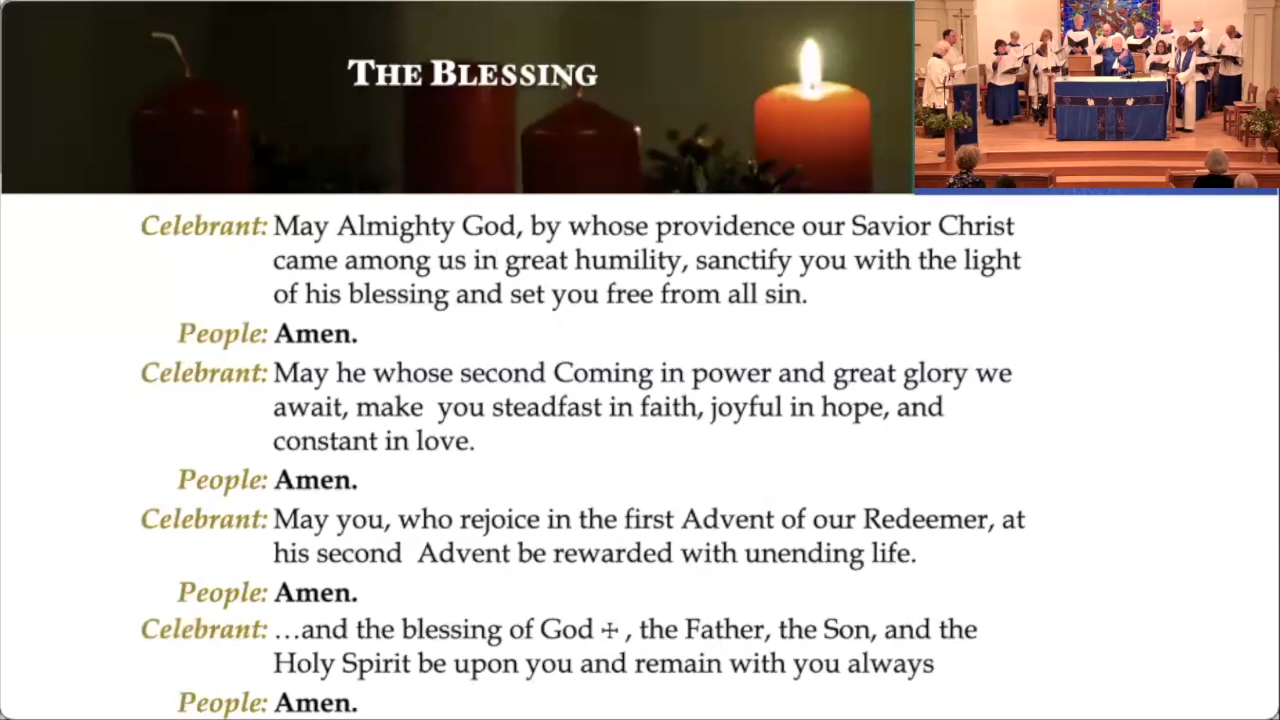 THE BLESSING
Celebrant: May Almighty God, by whose providence our Savior Christ
came among us in great humility, sanctify you with the light
of his blessing and set you free from all sin.
People: Amen.
Celebrant: May he whose second Coming in power and great glory we
await, make  you steadfast in faith, joyful in hope, and
constant in love.
People: Amen.
Celebrant: May you, who rejoice in the first Advent of our Redeemer, at
his second  Advent be rewarded with unending life.
People: Amen.
Celebrant: …and the blessing of God ☩ , the Father, the Son, and the
Holy Spirit be upon you and remain with you always
People: Amen.